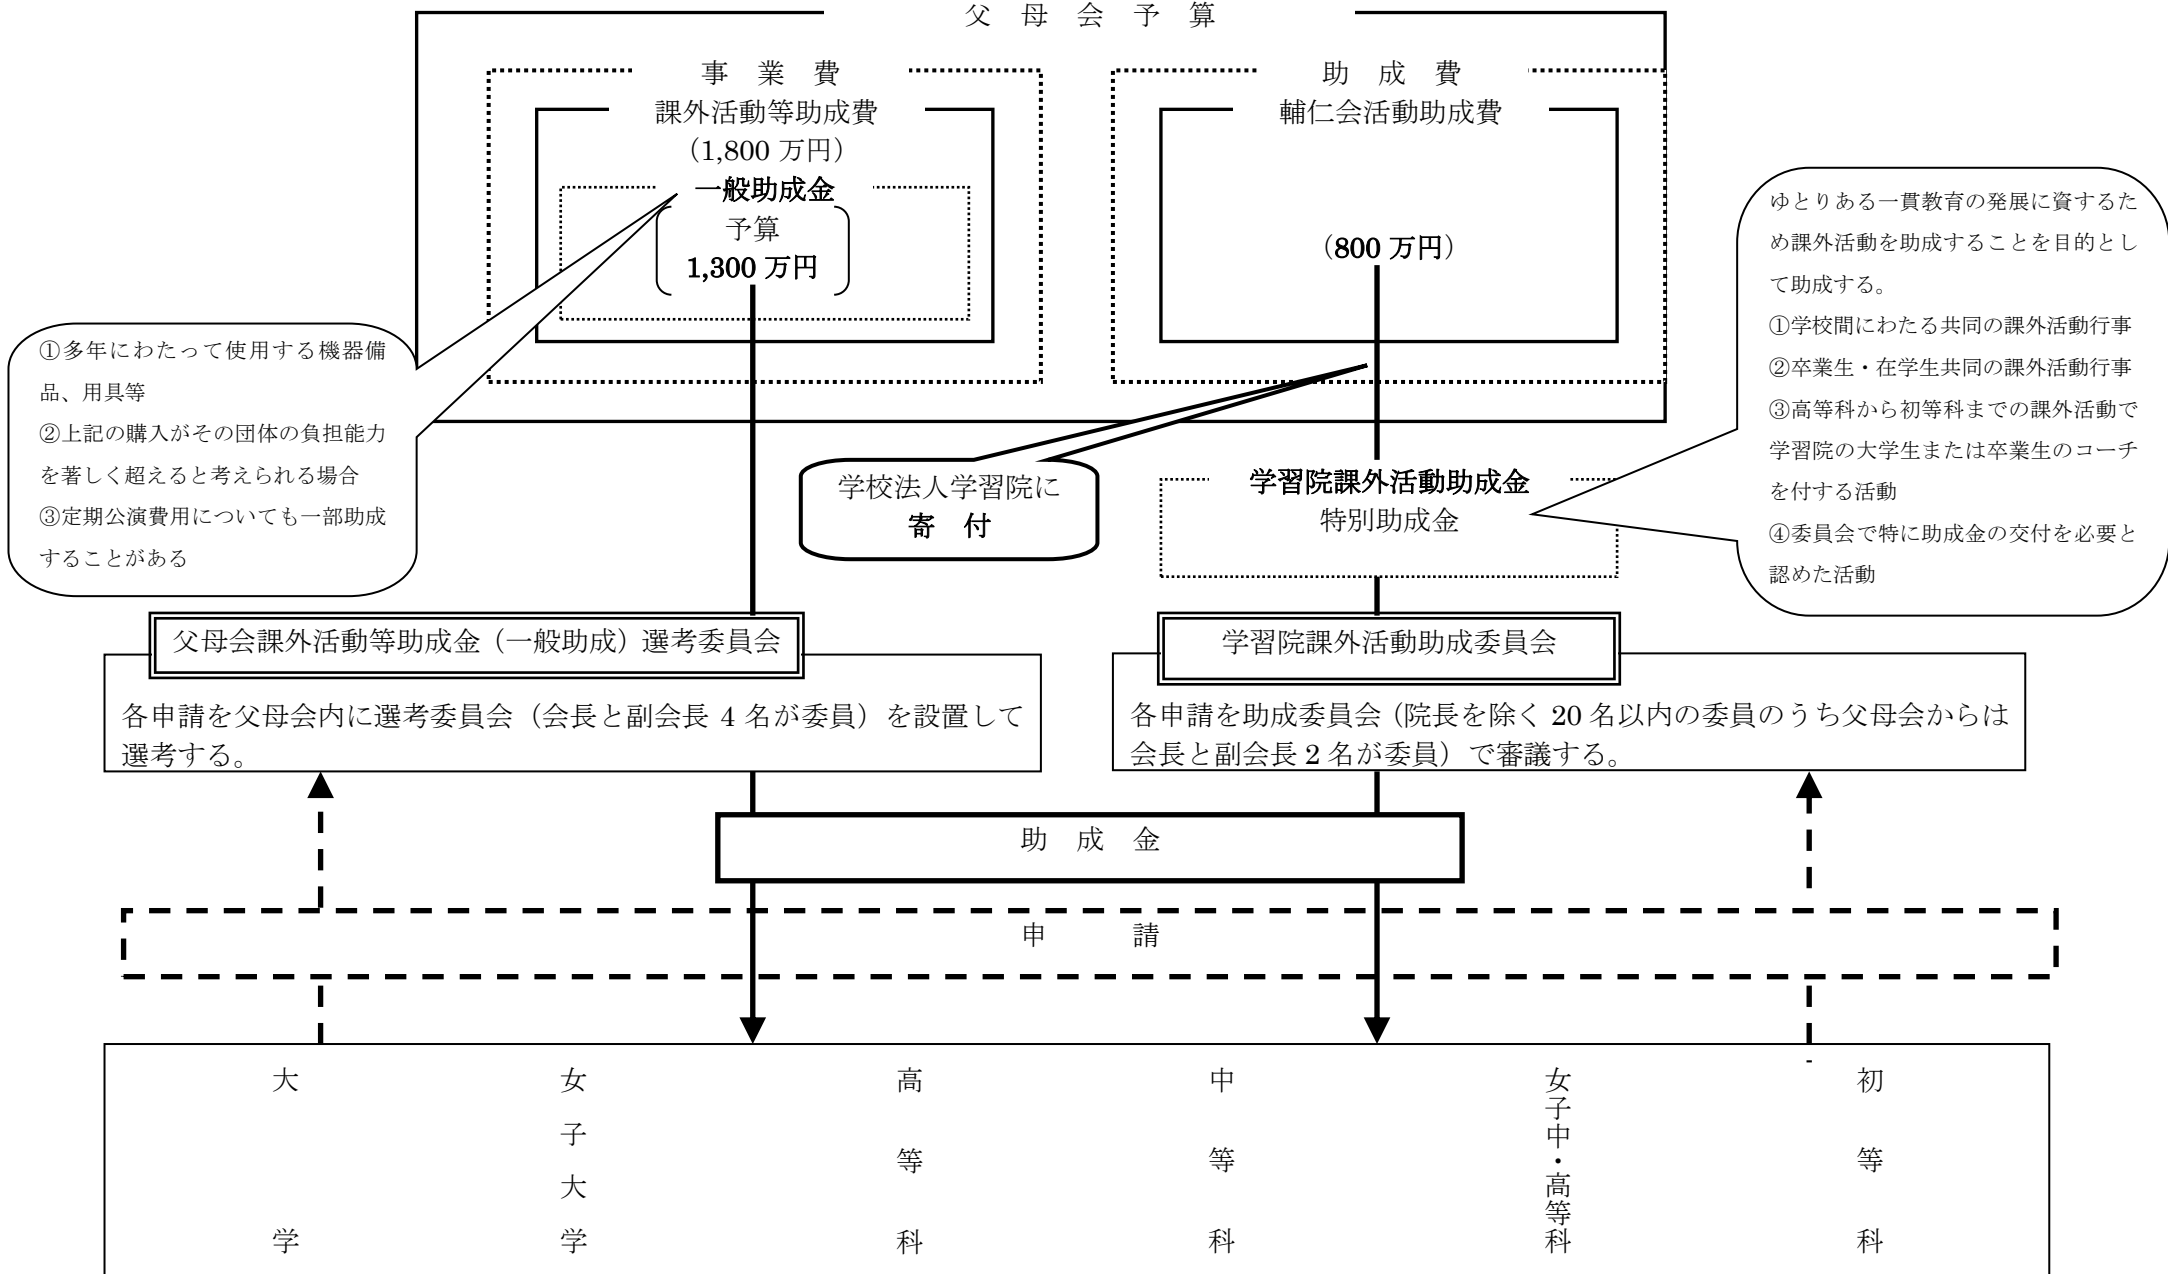 父母会予算
事業費
課外活動等助成費
（1,800 万円）
一般助成金
予算
1,300 万円
助成費
輔仁会活動助成費
（800 万円）
①多年にわたって使用する機器備
品、用具等
②上記の購入がその団体の負担能力
を著しく超えると考えられる場合
③定期公演費用についても一部助成
することがある
ゆとりある一貫教育の発展に資するた
め課外活動を助成することを目的とし
て助成する。
①学校間にわたる共同の課外活動行事
②卒業生・在学生共同の課外活動行事
③高等科から初等科までの課外活動で
学習院の大学生または卒業生のコーチ
を付する活動
④委員会で特に助成金の交付を必要と
認めた活動
学校法人学習院に
寄　付
学習院課外活動助成金
特別助成金
父母会課外活動等助成金（一般助成）選考委員会
各申請を父母会内に選考委員会（会長と副会長 4 名が委員）を設置して
選考する。
学習院課外活動助成委員会
各申請を助成委員会（院長を除く 20 名以内の委員のうち父母会からは
会長と副会長 2 名が委員）で審議する。
助成金
申請
大学
女子大学
高等科
中等科
女子中・高等科
初等科